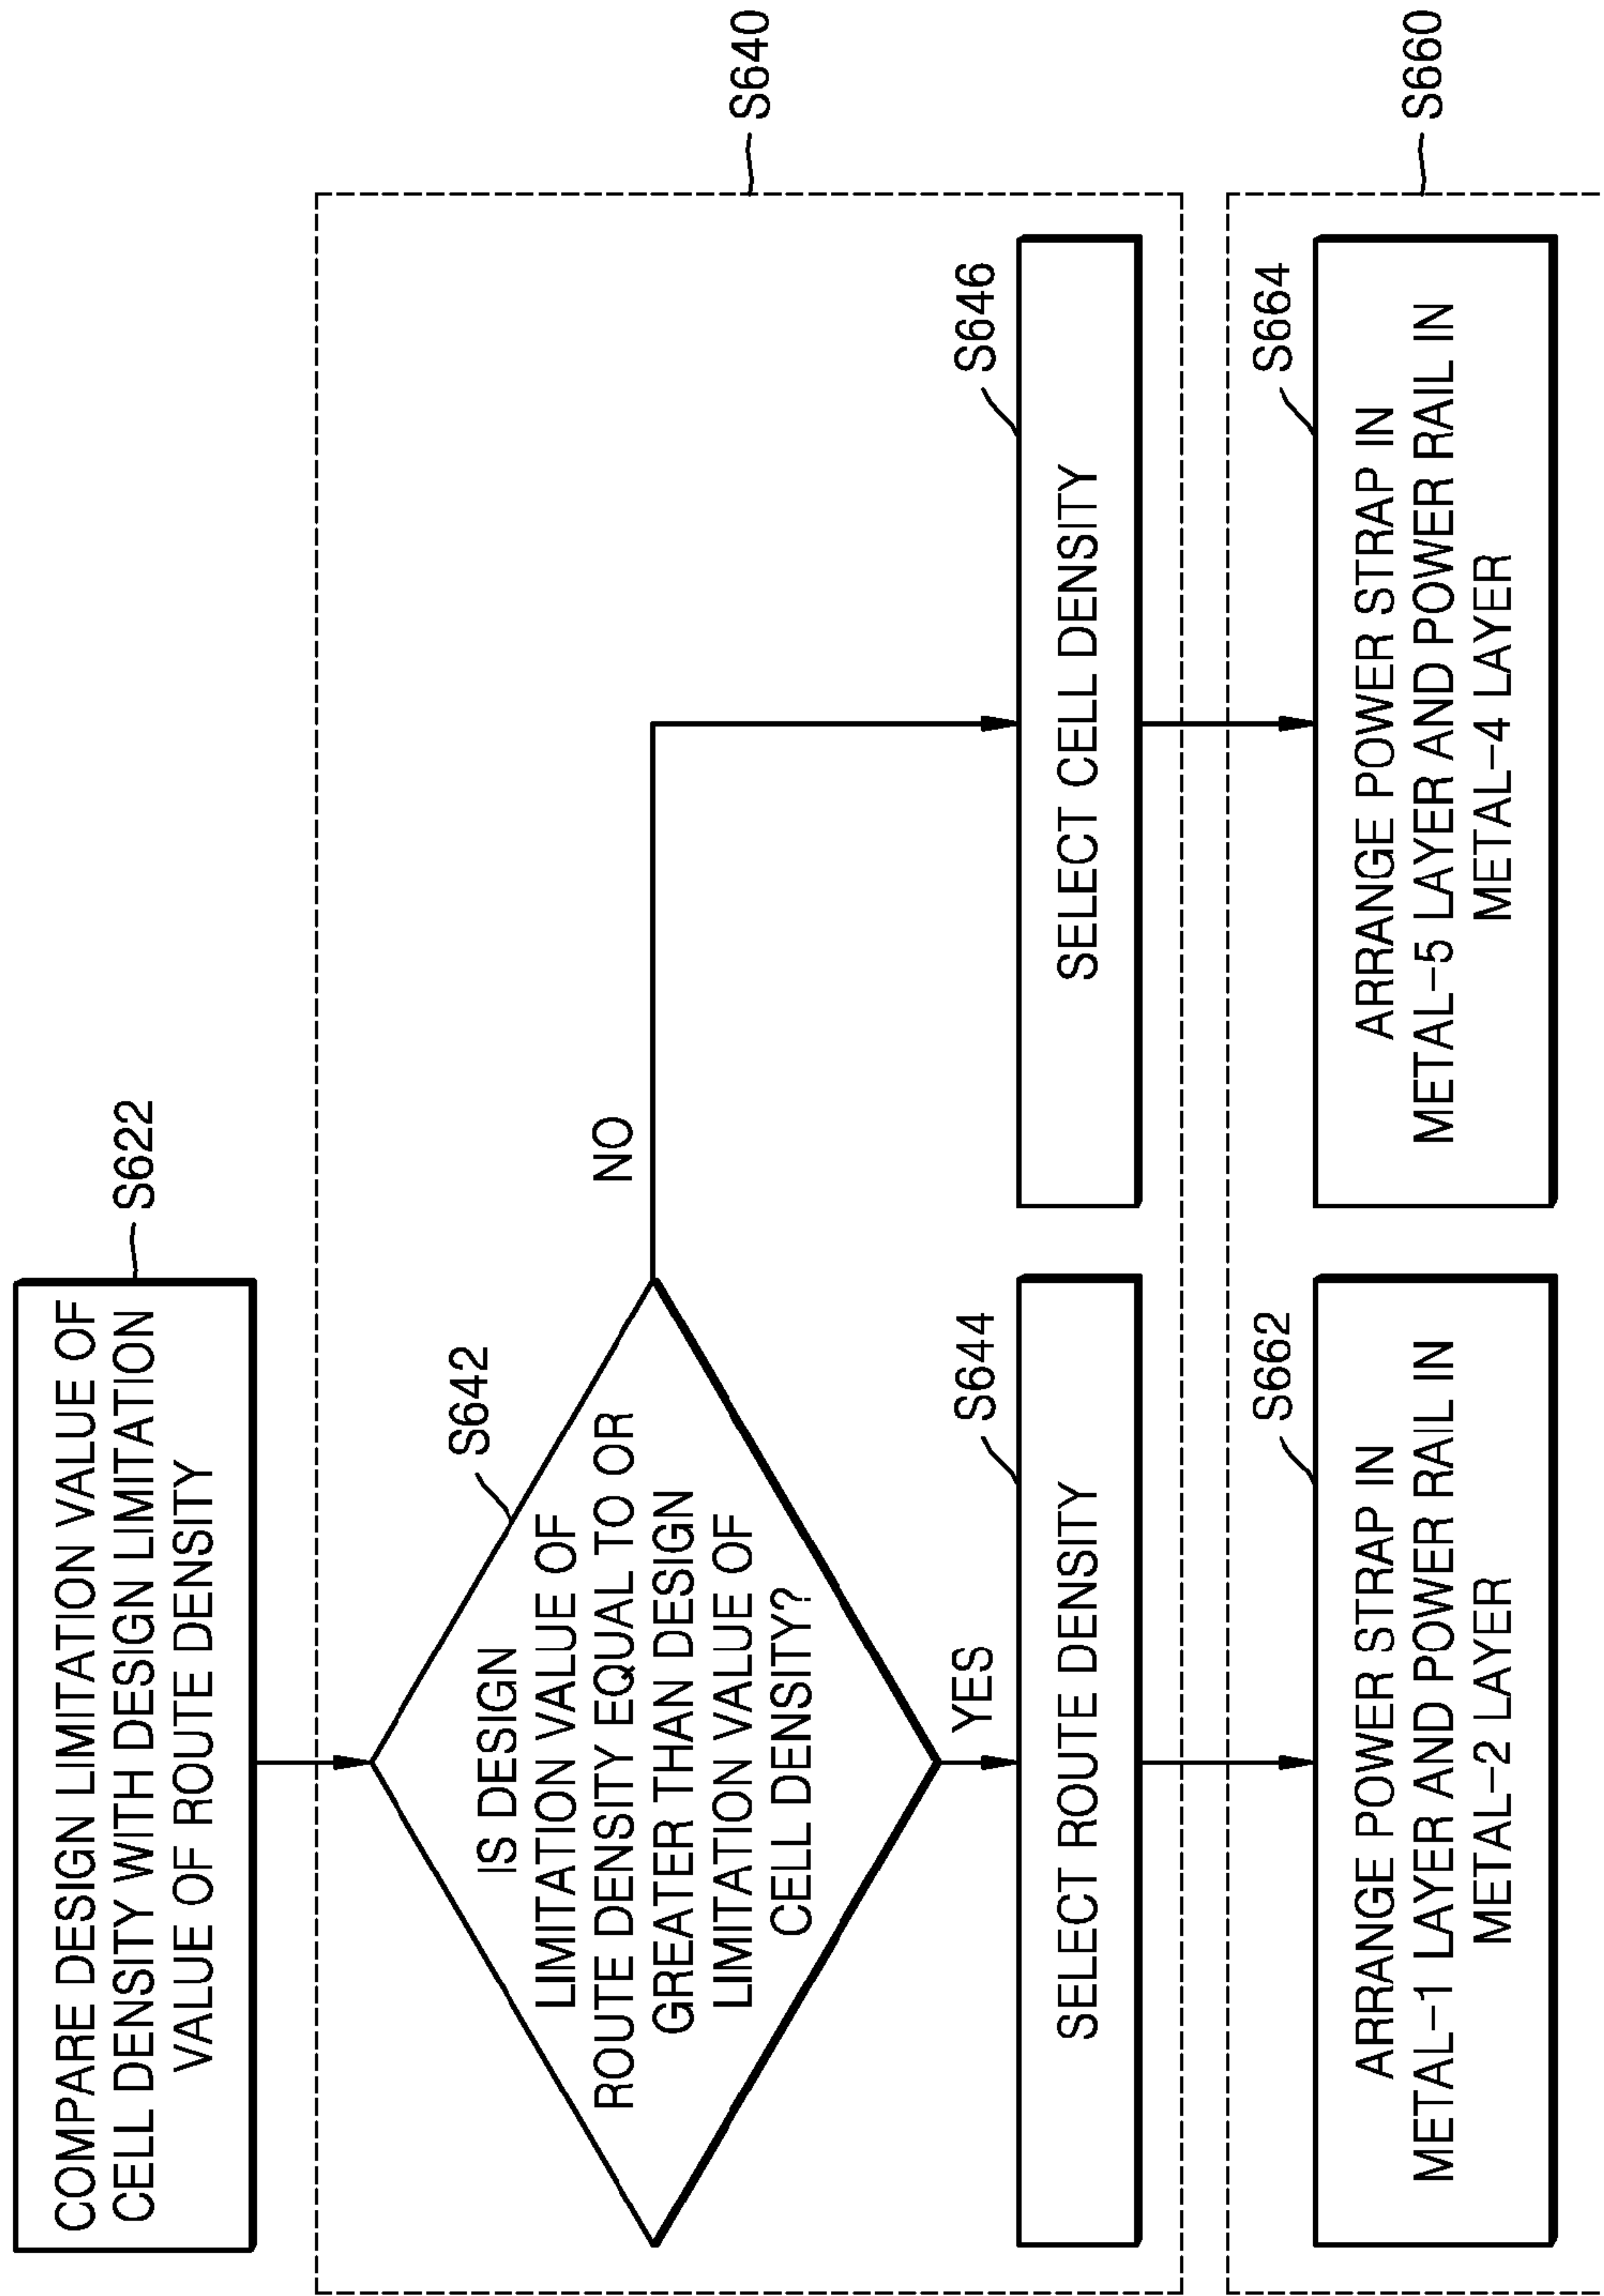 COMPARE DESIGN LIMITATION VALUE OF
CELL DENSITY WITH DESIGN LIMITATION
VALUE OF ROUTE DENSITY
S622
S640
S642
IS DESIGN
LIMITATION VALUE OF
ROUTE DENSITY EQUAL TO OR
GREATER THAN DESIGN
LIMITATION VALUE OF
CELL DENSITY?
NO
YES
S644
SELECT ROUTE DENSITY
S646
SELECT CELL DENSITY
S660
S662
ARRANGE POWER STRAP IN
METAL-1 LAYER AND POWER RAIL IN
METAL-2 LAYER
S664
ARRANGE POWER STRAP IN
METAL-5 LAYER AND POWER RAIL IN
METAL-4 LAYER